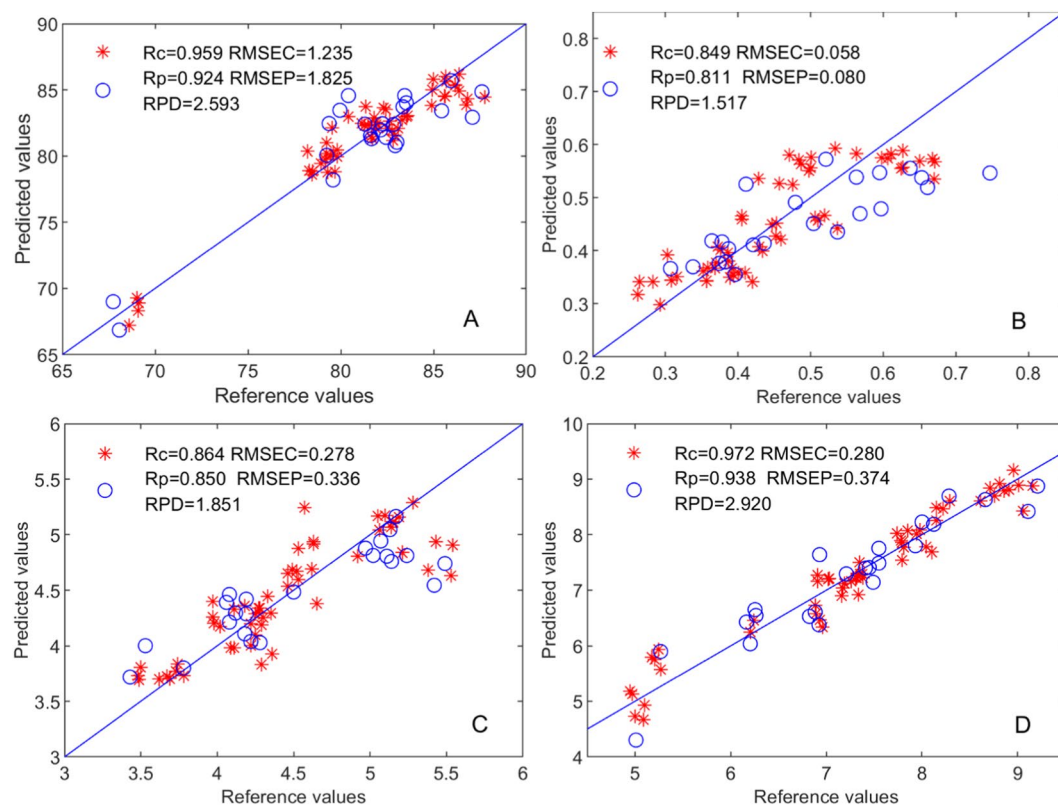 90
85
80
75
70
65
Predicted values
Rc=0.959 RMSEC=1.235
Rp=0.924 RMSEP=1.825
RPD=2.593
A
65 70 75 80 85 90
Reference values
0.8
0.7
0.6
0.5
0.4
0.3
0.2
Predicted values
Rc=0.849 RMSEC=0.058
Rp=0.811 RMSEP=0.080
RPD=1.517
B
0.2 0.3 0.4 0.5 0.6 0.7 0.8
Reference values
6
5.5
5
4.5
4
3.5
3
Predicted values
Rc=0.864 RMSEC=0.278
Rp=0.850 RMSEP=0.336
RPD=1.851
C
3 3.5 4 4.5 5 5.5 6
Reference values
10
9
8
7
6
5
4
Predicted values
Rc=0.972 RMSEC=0.280
Rp=0.938 RMSEP=0.374
RPD=2.920
D
5 6 7 8 9
Reference values